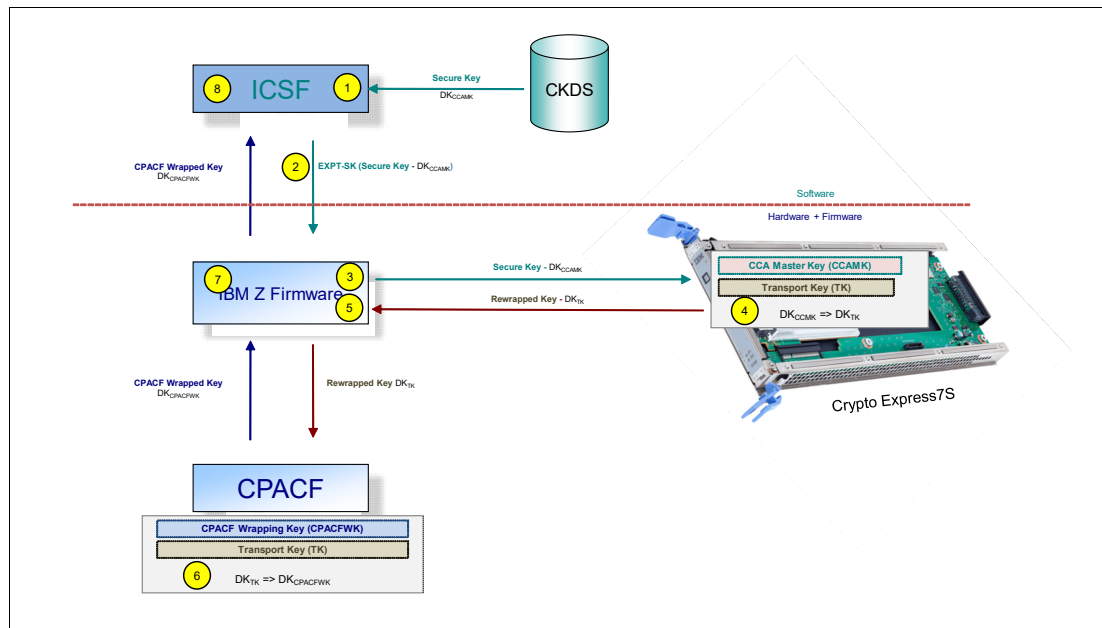 8
ICSF
1
Secure Key
DKCCAMK
CKDS
CPACF Wrapped Key
DKCPACFWK
2
EXPT-SK (Secure Key - DKCCAMK)
Software
Hardware + Firmware
7
IBM Z Firmware
3
5
Secure Key - DKCCAMK
Rewrapped Key - DKTK
CCA Master Key (CCAMK)
Transport Key (TK)
4
DKCCMK => DKTK
Crypto Express7S
CPACF Wrapped Key
DKCPACFWK
Rewrapped Key DKTK
CPACF
CPACF Wrapping Key (CPACFWK)
Transport Key (TK)
6
DKTK => DKCPACFWK